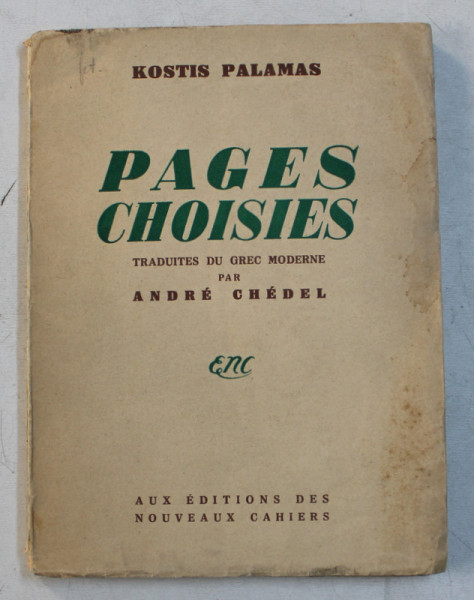 KOSTIS PALAMAS
PAGES
CHOISIES
TRADUITES DU GREC MODERNE
PAR
ANDRÉ CHÉDEL
enc
AUX ÉDITIONS DES
NOUVEAUX CAHIERS